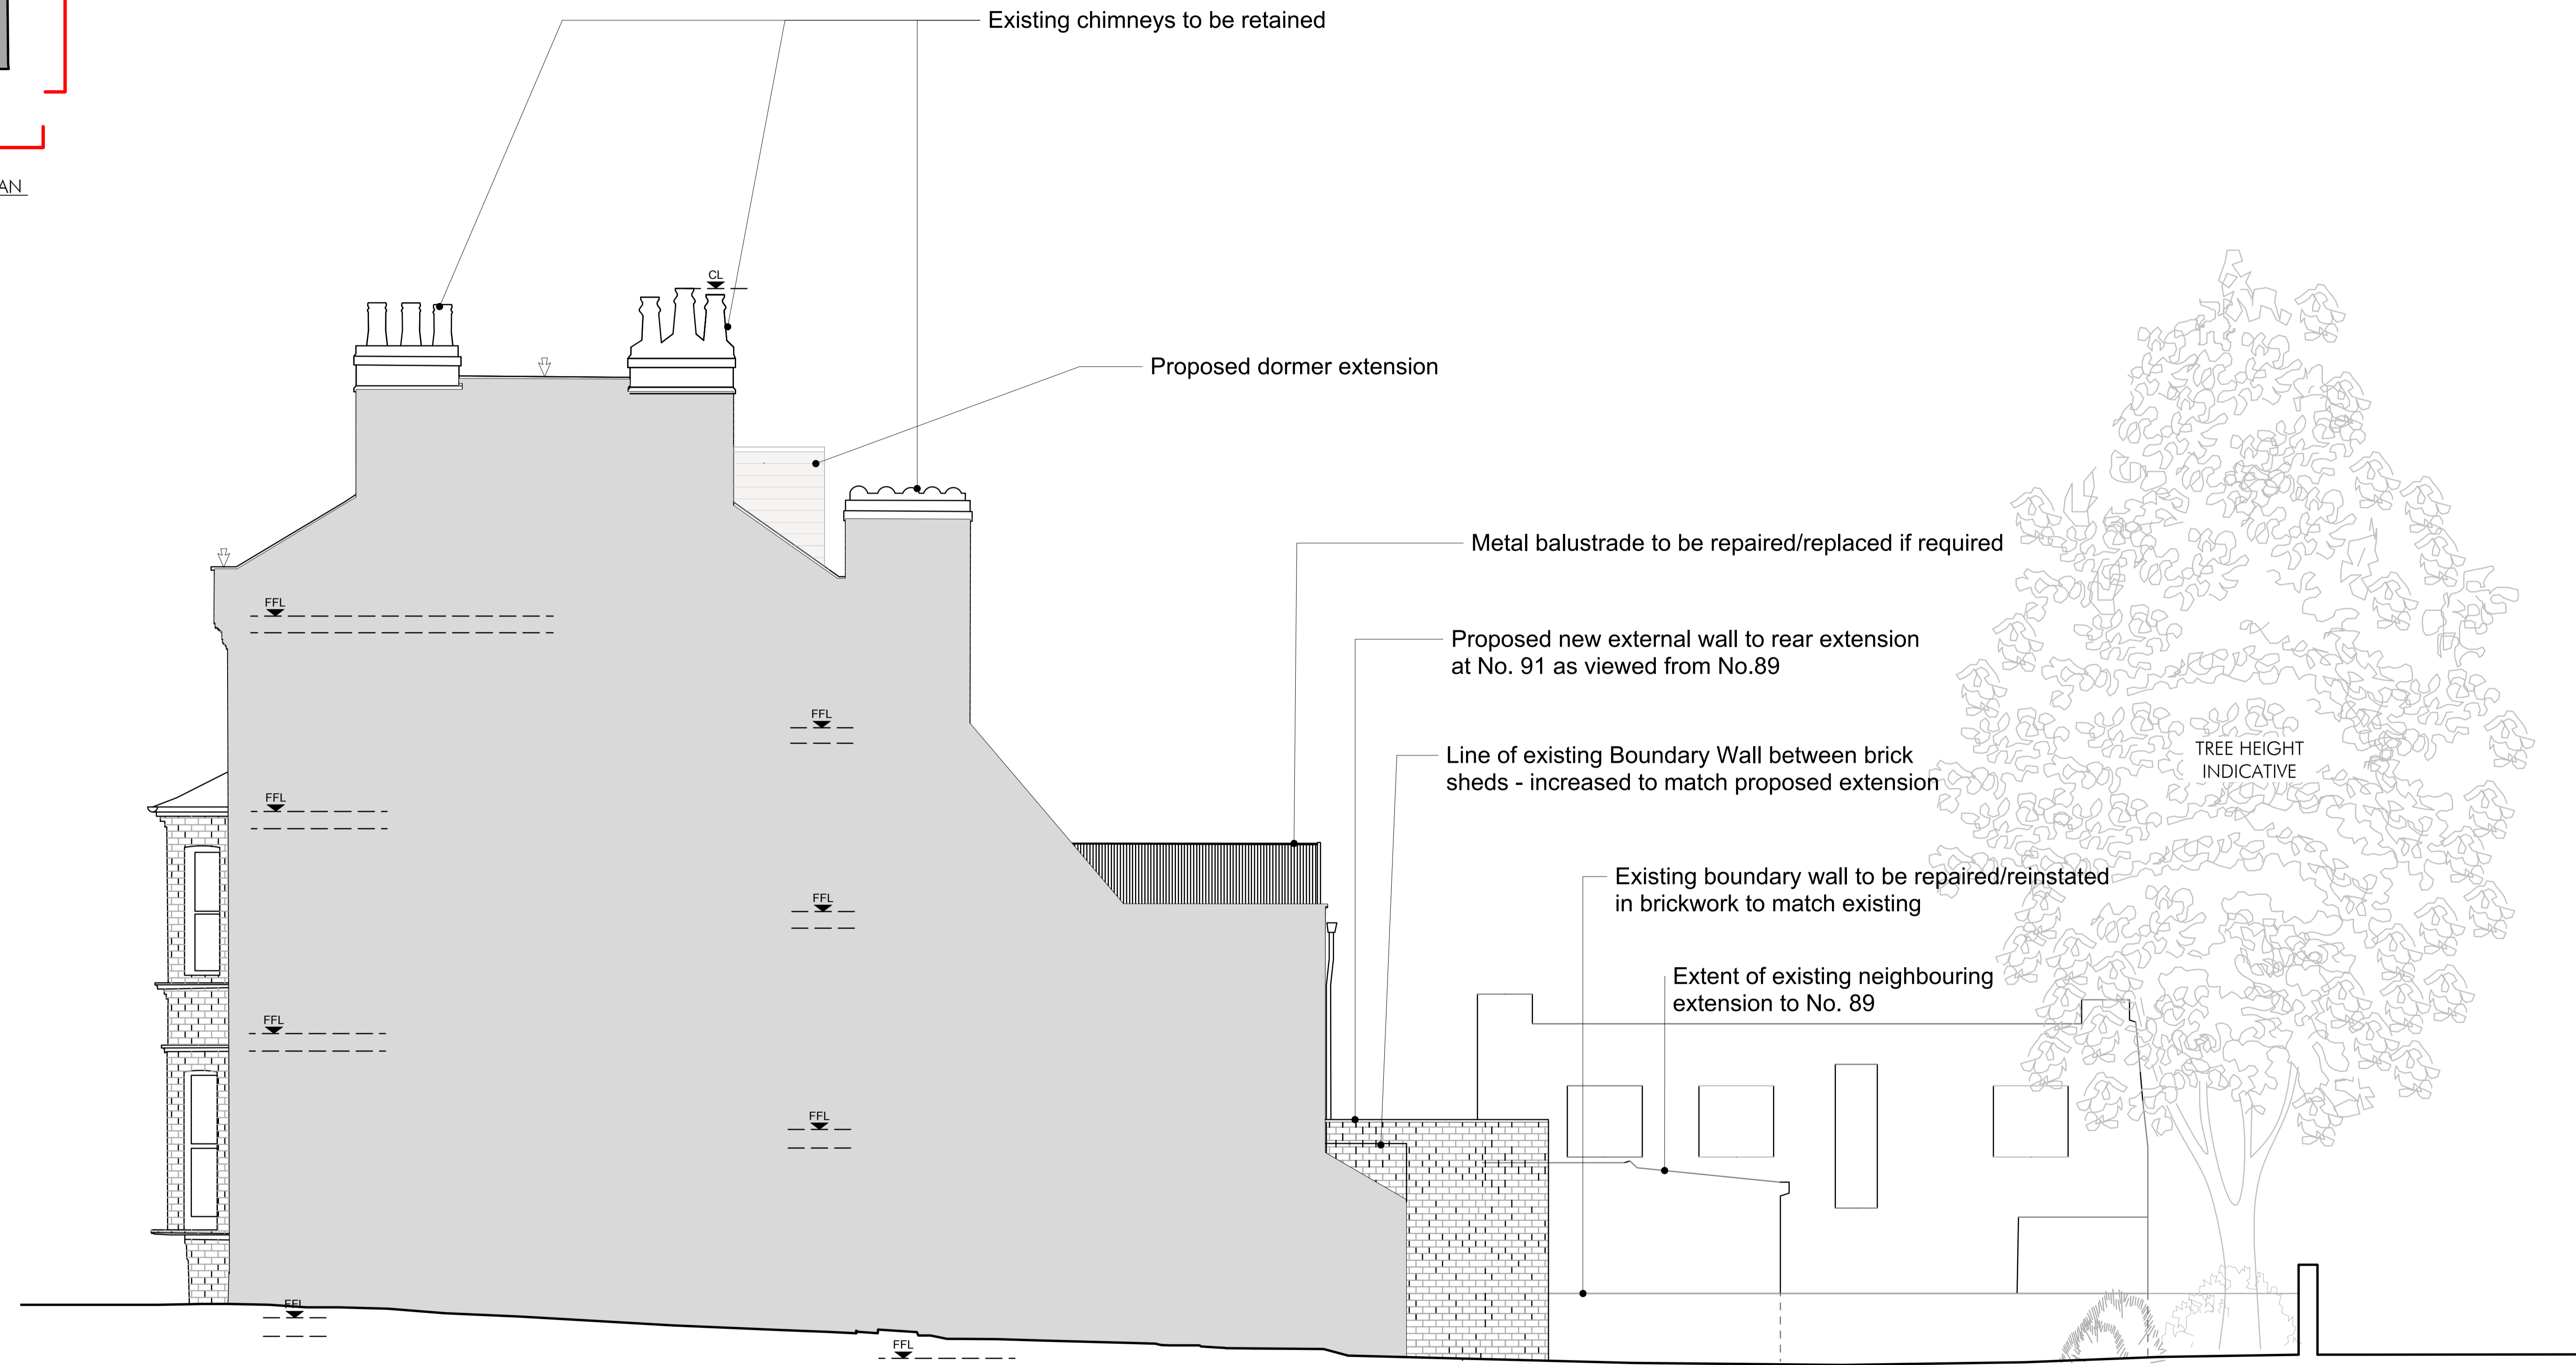 Existing chimneys to be retained
AN
CL
Proposed dormer extension
Metal balustrade to be repaired/replaced if required
FFL
Proposed new external wall to rear extension
at No. 91 as viewed from No.89
FFL
Line of existing Boundary Wall between brick
sheds - increased to match proposed extension
TREE HEIGHT
INDICATIVE
FFL
Existing boundary wall to be repaired/reinstated
in brickwork to match existing
FFL
Extent of existing neighbouring
extension to No. 89
FFL
FFL
FFL
FFL